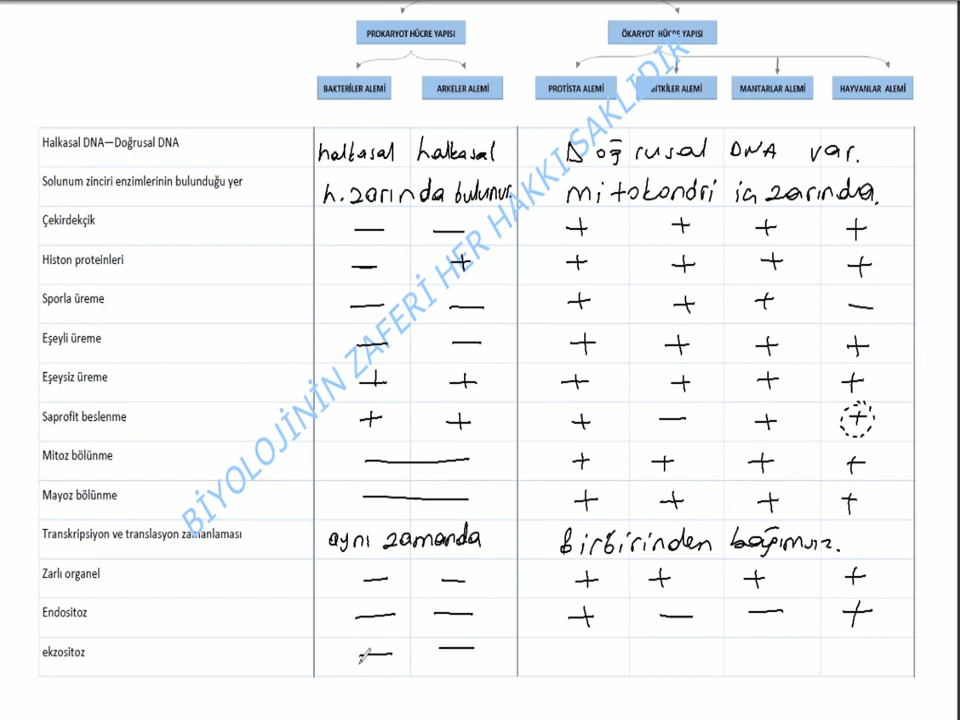 PROKARYOT HÜCRE YAPISI ÖKARYOT HÜCRE YAPISI
BAKTERİLER ALEMİ ARKELER ALEMİ PROTİSTA ALEMİ BİTKİLER ALEMİ MANTARLAR ALEMİ HAYVANLAR ALEMİ
Halkasal DNA—Doğrusal DNA halkasal halkasal Doğrusal DNA var.
Solunum zinciri enzimlerinin bulunduğu yer h. zarında bulunur. mitokondri iç zarında.
Çekirdekçik — — + + + +
Histon proteinleri — + + + + +
Sporla üreme — — + + + —
Eşeyli üreme — — + + + +
Eşeysiz üreme + + + + + +
Saprofit beslenme + + + — + +
Mitoz bölünme — + + + +
Mayoz bölünme — + + + +
Transkripsiyon ve translasyon zamanlaması aynı zamanda Birbirinden bağımsız.
Zarlı organel — — + + + +
Endositoz — — + — — +
ekzositoz — —
BİYOLOJİNİN ZAFERİ HER HAKKI SAKLIDIR